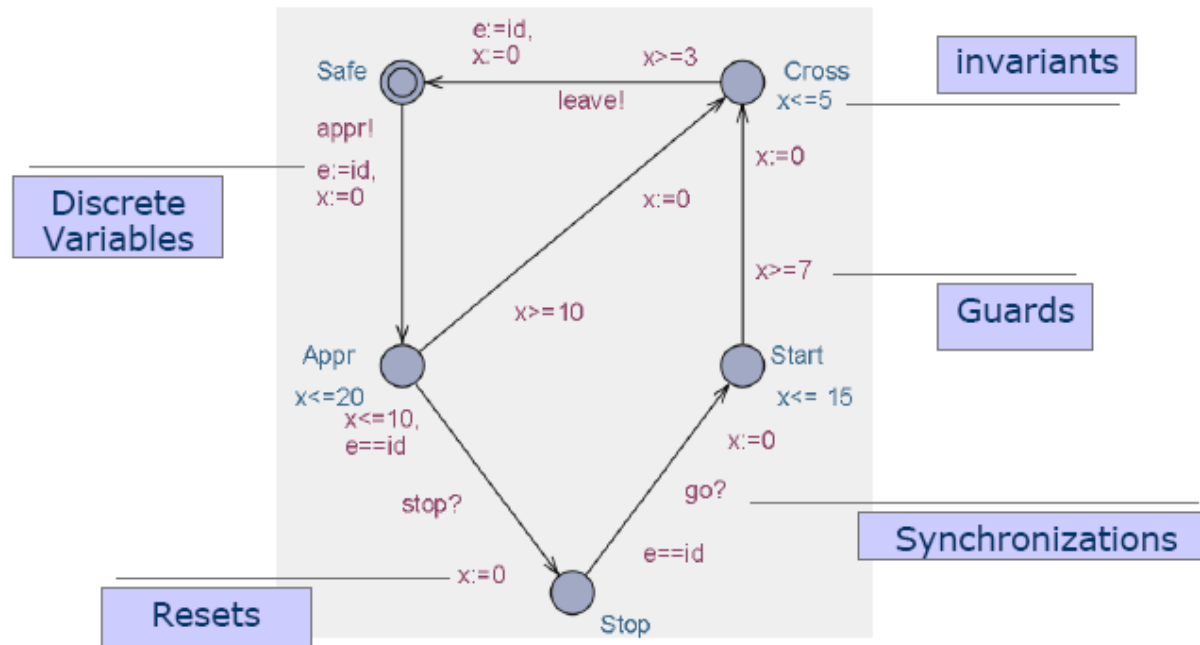 e:=id,
x:=0
x>=3
Safe
Cross
invariants
leave!
x<=5
appr!
x:=0
e:=id,
x:=0
Discrete
Variables
x:=0
x>=7
x>=10
Guards
Appr
Start
x<=20
x<= 15
x<=10,
e==id
x:=0
stop?
go?
Synchronizations
e==id
x:=0
Resets
Stop